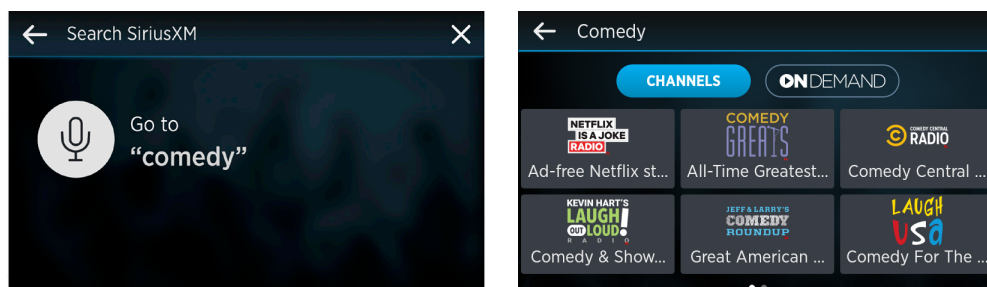 Search SiriusXM
Go to
“comedy”
Comedy
CHANNELS
ONDEMAND
NETFLIX
IS A JOKE
RADIO
Ad-free Netflix st...
COMEDY
GREATS
All-Time Greatest...
COMEDY CENTRAL
RADIO
Comedy Central ...
KEVIN HART'S
LAUGH
OUT LOUD!
RADIO
Comedy & Show...
JEFF & LARRY'S
COMEDY
ROUNDUP
Great American ...
LAUGH
USA
Comedy For The ...